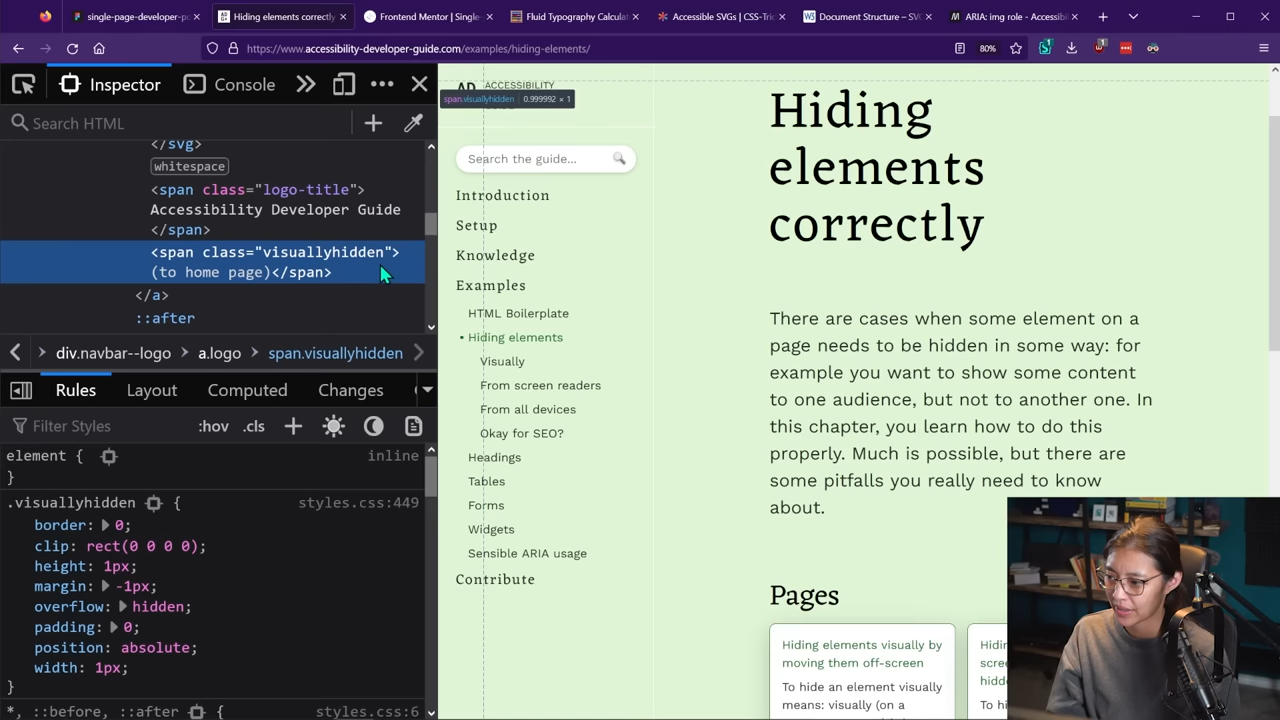 single-page-developer-po
Hiding elements correctly
Frontend Mentor | Single-
Fluid Typography Calculat
Accessible SVGs | CSS-Tric
Document Structure – SVG
ARIA: img role - Accessibi
https://www.accessibility-developer-guide.com/examples/hiding-elements/
80%
Inspector
Console
Search HTML
</svg>
whitespace
<span class="logo-title">
Accessibility Developer Guide
</span>
<span class="visuallyhidden">
(to home page)</span>
</a>
::after
div.navbar--logo
a.logo
span.visuallyhidden
Rules
Layout
Computed
Changes
Filter Styles
:hov
.cls
element {
inline
}
.visuallyhidden {
styles.css:449
border: 0;
clip: rect(0 0 0 0);
height: 1px;
margin: -1px;
overflow: hidden;
padding: 0;
position: absolute;
width: 1px;
}
*, ::before, ::after {
styles.css:6
AD
ACCESSIBILITY
span.visuallyhidden | 0.999992 × 1
Search the guide...
Introduction
Setup
Knowledge
Examples
HTML Boilerplate
• Hiding elements
Visually
From screen readers
From all devices
Okay for SEO?
Headings
Tables
Forms
Widgets
Sensible ARIA usage
Contribute
Hiding
elements
correctly
There are cases when some element on a
page needs to be hidden in some way: for
example you want to show some content
to one audience, but not to another one. In
this chapter, you learn how to do this
properly. Much is possible, but there are
some pitfalls you really need to know
about.
Pages
Hiding elements visually by
moving them off-screen
To hide an element visually
means: visually (on a
Hidin
scree
hidde
To hi